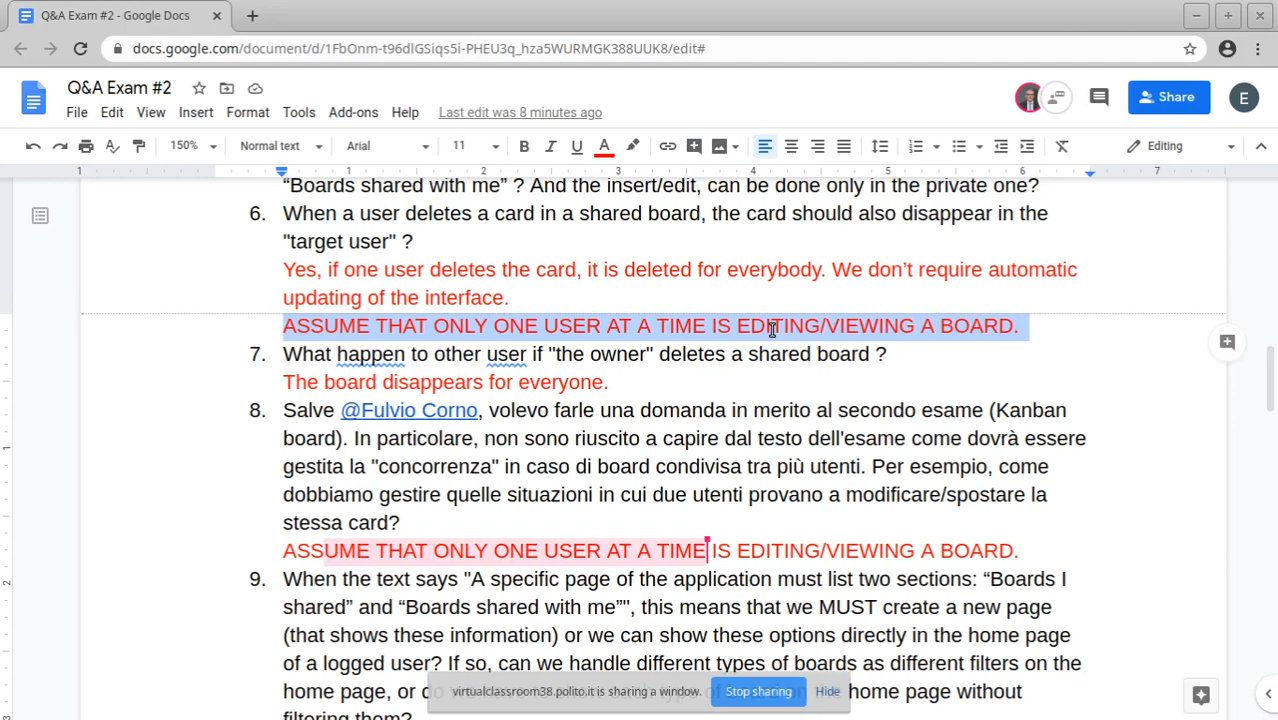 Q&A Exam #2 - Google Docs
docs.google.com/document/d/1FbOnm-t96dlGSiqs5i-PHEU3q_hza5WURMGK388UUK8/edit#
Q&A Exam #2
File Edit View Insert Format Tools Add-ons Help Last edit was 8 minutes ago
Share
E
150% Normal text Arial 11 B I U A Editing
1 1 2 3 4 5 6 7
“Boards shared with me” ? And the insert/edit, can be done only in the private one?
6. When a user deletes a card in a shared board, the card should also disappear in the
"target user" ?
Yes, if one user deletes the card, it is deleted for everybody. We don’t require automatic
updating of the interface.
ASSUME THAT ONLY ONE USER AT A TIME IS EDITING/VIEWING A BOARD.
7. What happen to other user if "the owner" deletes a shared board ?
The board disappears for everyone.
8. Salve @Fulvio Corno, volevo farle una domanda in merito al secondo esame (Kanban
board). In particolare, non sono riuscito a capire dal testo dell'esame come dovrà essere
gestita la "concorrenza" in caso di board condivisa tra più utenti. Per esempio, come
dobbiamo gestire quelle situazioni in cui due utenti provano a modificare/spostare la
stessa card?
ASSUME THAT ONLY ONE USER AT A TIME IS EDITING/VIEWING A BOARD.
9. When the text says "A specific page of the application must list two sections: “Boards I
shared” and “Boards shared with me”", this means that we MUST create a new page
(that shows these information) or we can show these options directly in the home page
of a logged user? If so, can we handle different types of boards as different filters on the
home page, or home page without
filtering them?
virtualclassroom38.polito.it is sharing a window. Stop sharing Hide